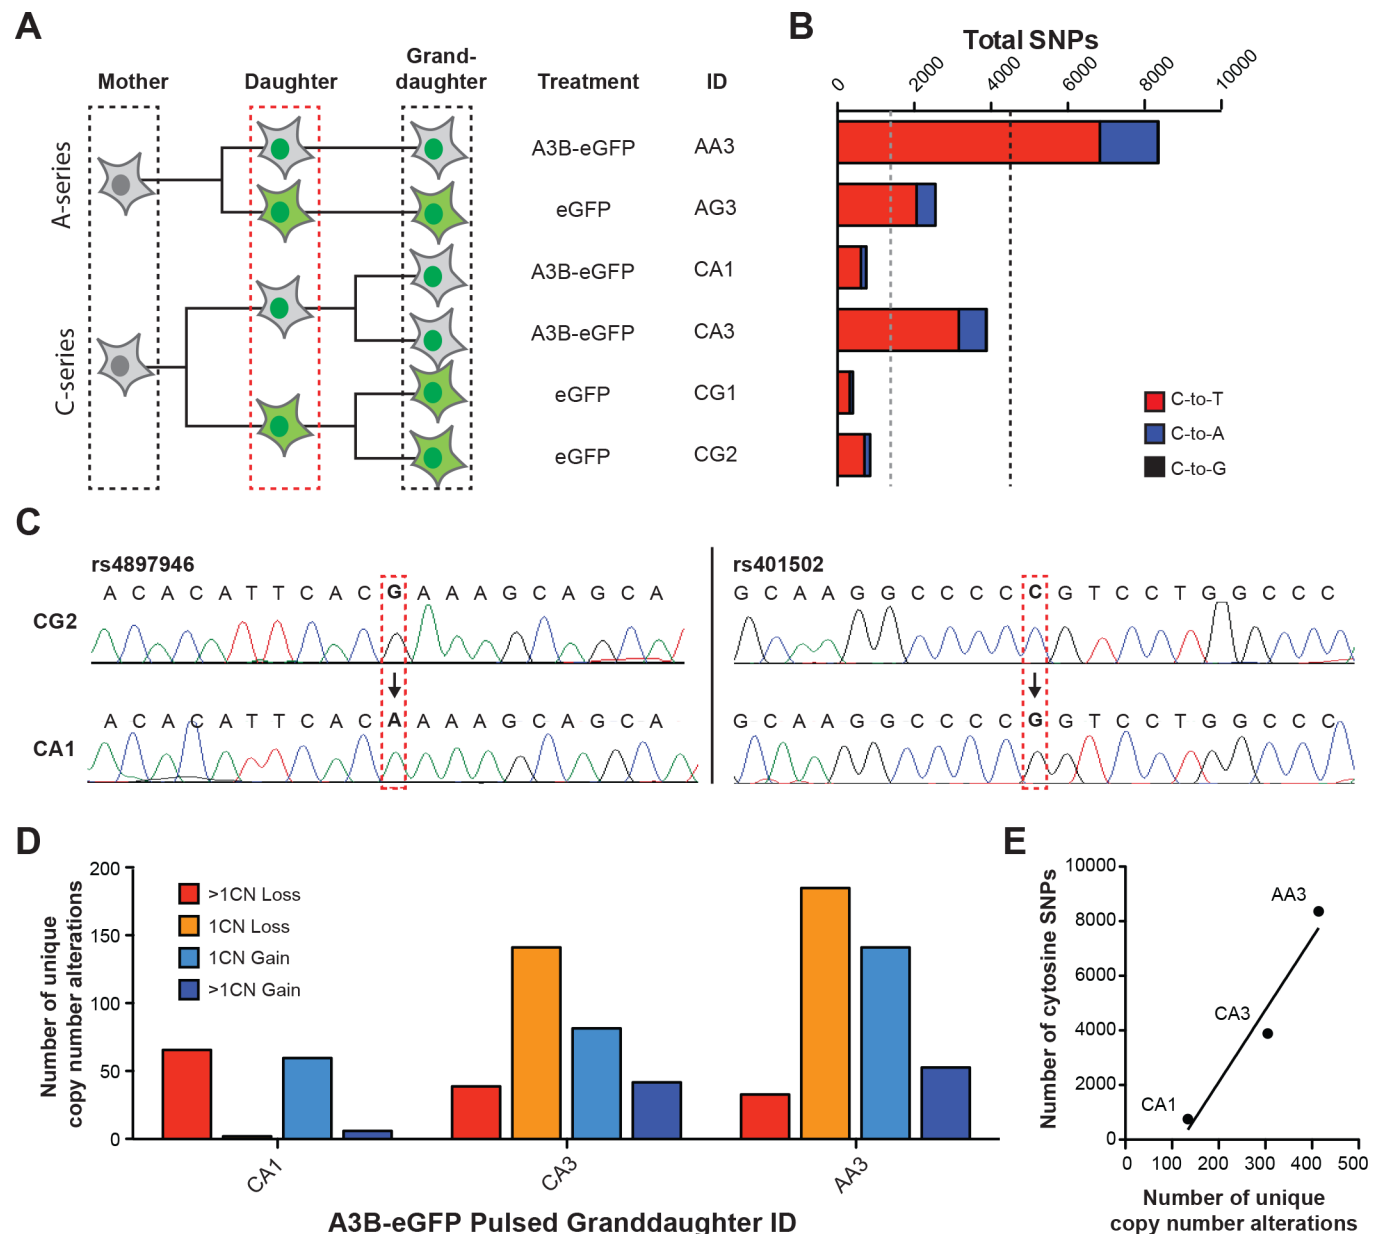 A
Mother
Daughter
Grand-
daughter
Treatment
ID
A-series
C-series
A3B-eGFP
AA3
eGFP
AG3
A3B-eGFP
CA1
A3B-eGFP
CA3
eGFP
CG1
eGFP
CG2
B
Total SNPs
0 2000 4000 6000 8000 10000
C-to-T
C-to-A
C-to-G
C
rs4897946
A C A C A T T C A C G A A A G C A G C A
CG2
A C A C A T T C A C A A A A G C A G C A
CA1
rs401502
G C A A G G C C C C C G T C C T G G C C C
G C A A G G C C C C G G T C C T G G C C C
D
Number of unique
copy number alterations
200
150
100
50
0
>1CN Loss
1CN Loss
1CN Gain
>1CN Gain
CA1 CA3 AA3
A3B-eGFP Pulsed Granddaughter ID
E
Number of cytosine SNPs
10000
8000
6000
4000
2000
0
AA3
CA3
CA1
0 100 200 300 400 500
Number of unique
copy number alterations